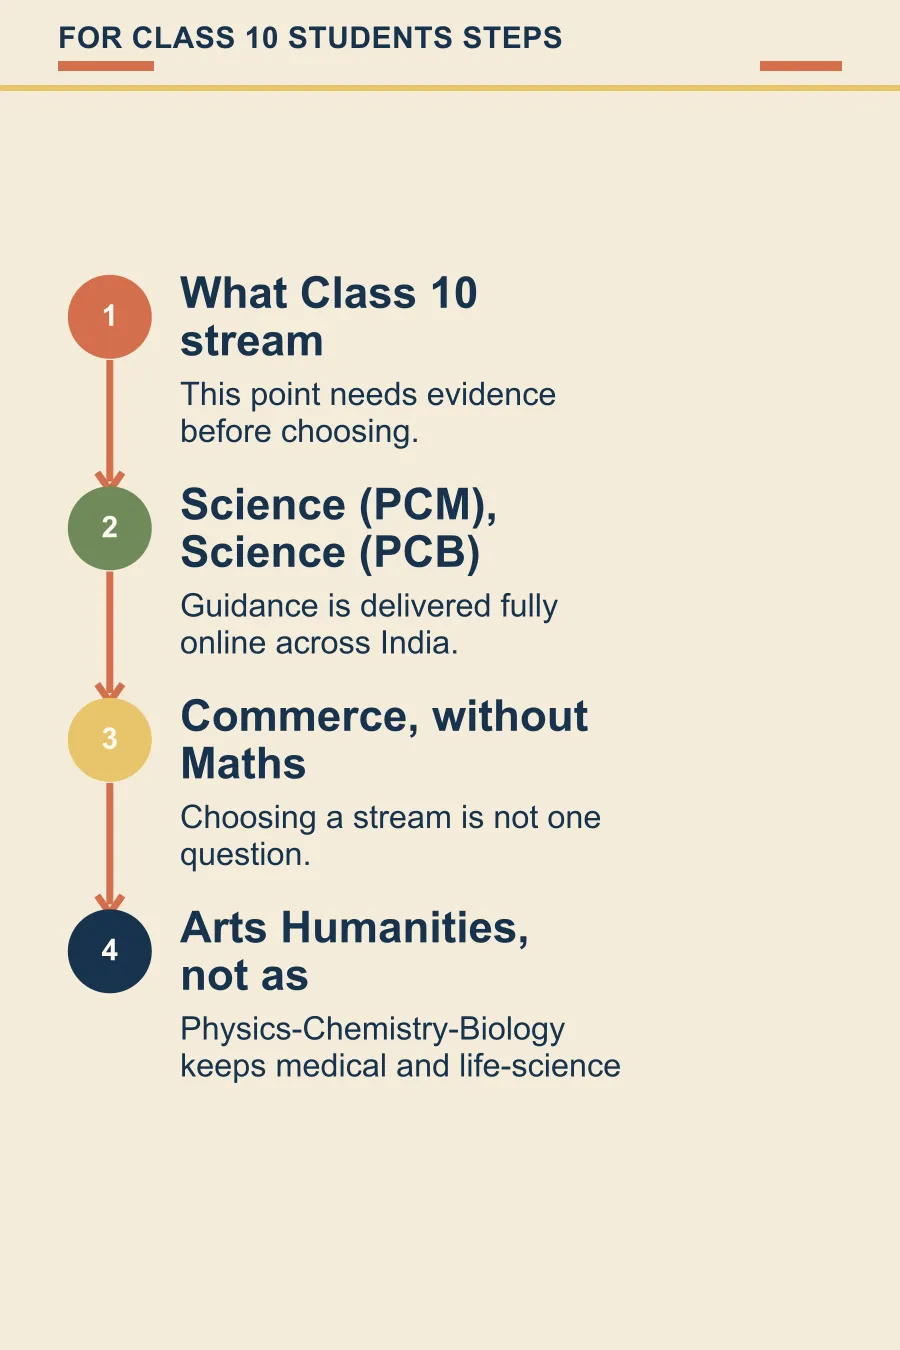 FOR CLASS 10 STUDENTS STEPS
1
What Class 10
stream
This point needs evidence
before choosing.
2
Science (PCM),
Science (PCB)
Guidance is delivered fully
online across India.
3
Commerce, without
Maths
Choosing a stream is not one
question.
4
Arts Humanities,
not as
Physics-Chemistry-Biology
keeps medical and life-science